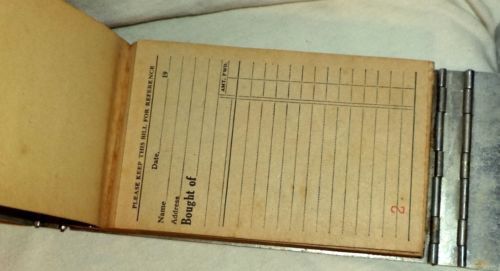 PLEASE KEEP THIS BILL FOR REFERENCE
Date, 19
Name
Address
Bought of
AMT. FWD.
2